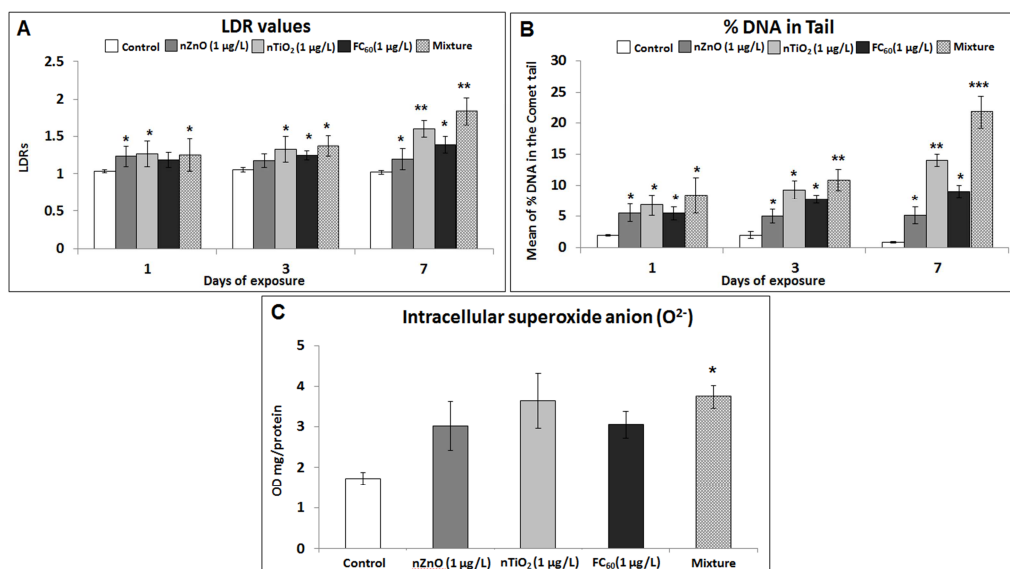 A
LDR values
Control nZnO (1 µg/L) nTiO₂ (1 µg/L) FC₆₀(1 µg/L) Mixture
LDRs
2.5
2
1.5
1
0.5
0
* * *
* * *
* ** * **
1 3 7
Days of exposure
B
% DNA in Tail
Control nZnO (1 µg/L) nTiO₂ (1 µg/L) FC₆₀(1 µg/L) Mixture
Mean of % DNA in the Comet tail
30
25
20
15
10
5
0
* * * *
* * * **
* ** * ***
1 3 7
Days of exposure
C
Intracellular superoxide anion (O²⁻)
OD mg/protein
5
4
3
2
1
0
*
Control nZnO (1 µg/L) nTiO₂ (1 µg/L) FC₆₀(1 µg/L) Mixture